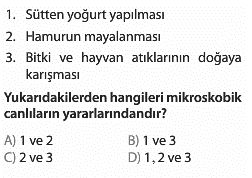 1. Sütten yoğurt yapılması
2. Hamurun mayalanması
3. Bitki ve hayvan atıklarının doğaya
karışması
Yukarıdakilerden hangileri mikroskobik
canlıların yararlarındandır?
A) 1 ve 2 B) 1 ve 3
C) 2 ve 3 D) 1, 2 ve 3